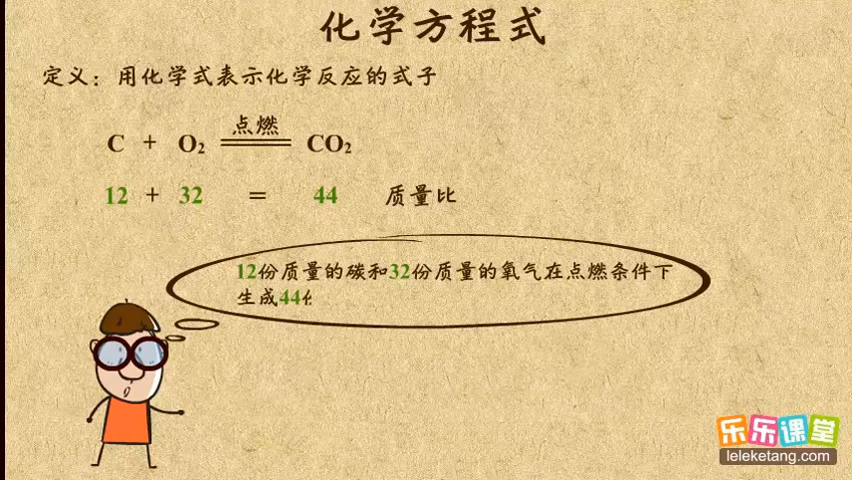 化学方程式
定义：用化学式表示化学反应的式子
点燃
C + O₂ ═══ CO₂
12 + 32 = 44 质量比
12份质量的碳和32份质量的氧气在点燃条件下
生成44
乐乐课堂
leleketang.com